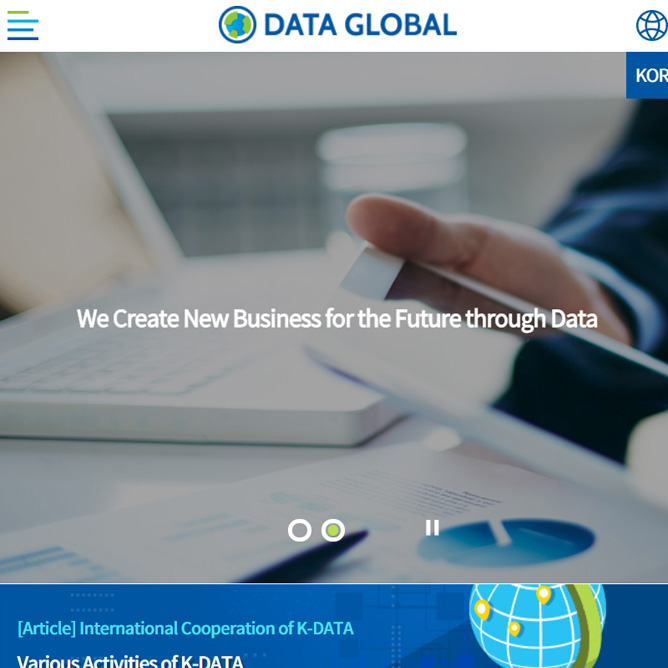 DATA GLOBAL
KOR
We Create New Business for the Future through Data
[Article] International Cooperation of K-DATA
Various Activities of K-DATA